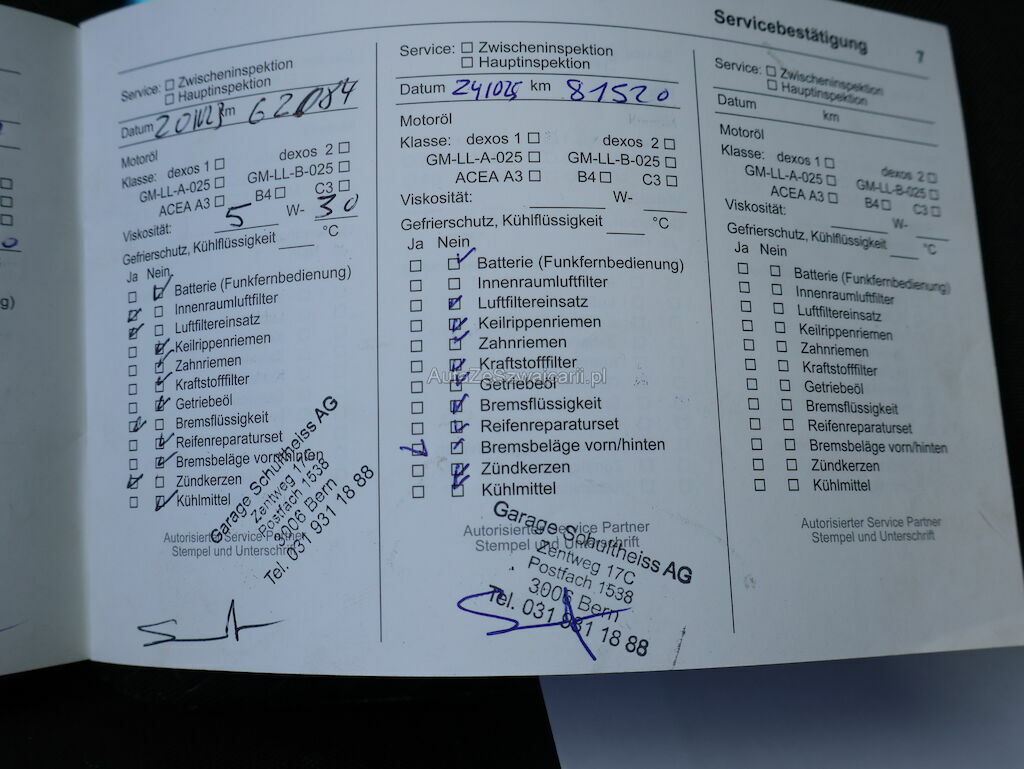 Servicebestätigung 7
Service: Zwischeninspektion
Hauptinspektion
Datum km 62084
Motoröl
Klasse: dexos 1 dexos 2
GM-LL-A-025 GM-LL-B-025
ACEA A3 B4 C3
Viskosität: 5 W- 30
Gefrierschutz, Kühlflüssigkeit °C
Ja Nein
Batterie (Funkfernbedienung)
Innenraumluftfilter
Luftfiltereinsatz
Keilrippenriemen
Zahnriemen
Kraftstofffilter
Getriebeöl
Bremsflüssigkeit
Reifenreparaturset
Bremsbeläge vorn/hinten
Zündkerzen
Kühlmittel
Autorisierter Service Partner
Stempel und Unterschrift
Garage Schultheiss AG
Zentweg 17C
Postfach 1538
3006 Bern
Tel. 031 931 18 88
Service: Zwischeninspektion
Hauptinspektion
Datum 241025 km 81520
Motoröl
Klasse: dexos 1 dexos 2
GM-LL-A-025 GM-LL-B-025
ACEA A3 B4 C3
Viskosität: W-
Gefrierschutz, Kühlflüssigkeit °C
Ja Nein
Batterie (Funkfernbedienung)
Innenraumluftfilter
Luftfiltereinsatz
Keilrippenriemen
Zahnriemen
Kraftstofffilter
Getriebeöl
Bremsflüssigkeit
Reifenreparaturset
Bremsbeläge vorn/hinten
Zündkerzen
Kühlmittel
Autorisierter Service Partner
Stempel und Unterschrift
Garage Schultheiss AG
Zentweg 17C
Postfach 1538
3006 Bern
Tel. 031 931 18 88
Service: Zwischeninspektion
Hauptinspektion
Datum km
Motoröl
Klasse: dexos 1 dexos 2
GM-LL-A-025 GM-LL-B-025
ACEA A3 B4 C3
Viskosität: W-
Gefrierschutz, Kühlflüssigkeit °C
Ja Nein
Batterie (Funkfernbedienung)
Innenraumluftfilter
Luftfiltereinsatz
Keilrippenriemen
Zahnriemen
Kraftstofffilter
Getriebeöl
Bremsflüssigkeit
Reifenreparaturset
Bremsbeläge vorn/hinten
Zündkerzen
Kühlmittel
Autorisierter Service Partner
Stempel und Unterschrift
AutoZeSzwajcarii.pl